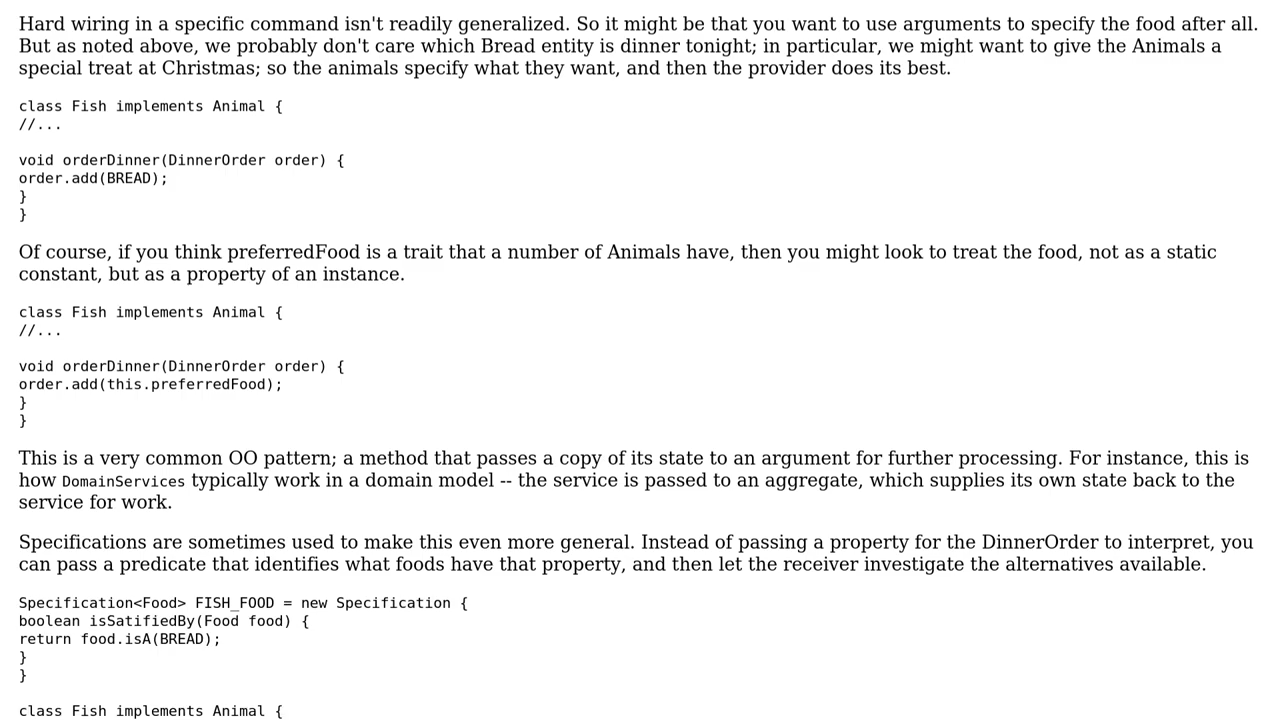 Hard wiring in a specific command isn't readily generalized. So it might be that you want to use arguments to specify the food after all.
But as noted above, we probably don't care which Bread entity is dinner tonight; in particular, we might want to give the Animals a
special treat at Christmas; so the animals specify what they want, and then the provider does its best.
class Fish implements Animal {
//...
void orderDinner(DinnerOrder order) {
order.add(BREAD);
}
}
Of course, if you think preferredFood is a trait that a number of Animals have, then you might look to treat the food, not as a static
constant, but as a property of an instance.
class Fish implements Animal {
//...
void orderDinner(DinnerOrder order) {
order.add(this.preferredFood);
}
}
This is a very common OO pattern; a method that passes a copy of its state to an argument for further processing. For instance, this is
how DomainServices typically work in a domain model -- the service is passed to an aggregate, which supplies its own state back to the
service for work.
Specifications are sometimes used to make this even more general. Instead of passing a property for the DinnerOrder to interpret, you
can pass a predicate that identifies what foods have that property, and then let the receiver investigate the alternatives available.
Specification<Food> FISH_FOOD = new Specification {
boolean isSatifiedBy(Food food) {
return food.isA(BREAD);
}
}
class Fish implements Animal {